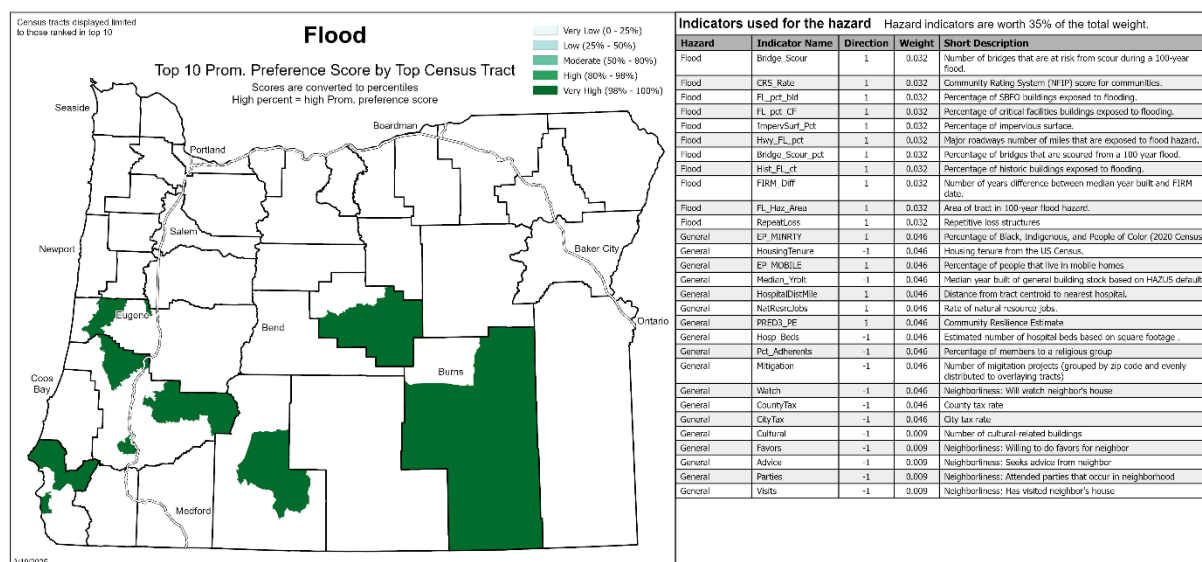 Census tracts displayed limited
to those ranked in top 10
Flood
Top 10 Prom. Preference Score by Top Census Tract
Scores are converted to percentiles
High percent = high Prom. preference score
Very Low (0 - 25%)
Low (25% - 50%)
Moderate (50% - 80%)
High (80% - 98%)
Very High (98% - 100%)
Seaside
Portland
Boardman
Salem
Newport
Baker City
Eugene
Bend
Ontario
Burns
Coos
Bay
Medford
Indicators used for the hazard Hazard indicators are worth 35% of the total weight.
Hazard Indicator Name Direction Weight Short Description
Flood Bridge_Scour 1 0.032 Number of bridges that are at risk from scour during a 100-year
flood.
Flood CRS_Rate 1 0.032 Community Rating System (NFIP) score for communities.
Flood FL_pct_bld 1 0.032 Percentage of SBFO buildings exposed to flooding.
Flood FL_pct_CF 1 0.032 Percentage of critical facilities buildings exposed to flooding.
Flood ImpervSurf_Pct 1 0.032 Percentage of impervious surface.
Flood Hwy_FL_pct 1 0.032 Major roadways number of miles that are exposed to flood hazard.
Flood Bridge_Scour_pct 1 0.032 Percentage of bridges that are scoured from a 100 year flood.
Flood Hist_FL_ct 1 0.032 Percentage of historic buildings exposed to flooding.
Flood FIRM_Diff 1 0.032 Number of years difference between median year built and FIRM
date.
Flood FL_Haz_Area 1 0.032 Area of tract in 100-year flood hazard.
Flood RepeatLoss 1 0.032 Repetitive loss structures
General EP_MINRTY 1 0.046 Percentage of Black, Indigenous, and People of Color (2020 Census
General HousingTenure -1 0.046 Housing tenure from the US Census.
General EP_MOBILE 1 0.046 Percentage of people that live in mobile homes
General Median_Yrblt -1 0.046 Median year built of general building stock based on HAZUS default
General HospitalDistMile 1 0.046 Distance from tract centroid to nearest hospital.
General NatResrcJobs 1 0.046 Rate of natural resource jobs.
General PRED3_PE 1 0.046 Community Resilience Estimate
General Hosp_Beds -1 0.046 Estimated number of hospital beds based on square footage .
General Pct_Adherents -1 0.046 Percentage of members to a religious group
General Mitigation -1 0.046 Number of migitation projects (grouped by zip code and evenly
distributed to overlaying tracts)
General Watch -1 0.046 Neighborliness: Will watch neighbor's house
General CountyTax -1 0.046 County tax rate
General CityTax -1 0.046 City tax rate
General Cultural -1 0.009 Number of cultural-related buildings
General Favors -1 0.009 Neighborliness: Willing to do favors for neighbor
General Advice -1 0.009 Neighborliness: Seeks advice from neighbor
General Parties -1 0.009 Neighborliness: Attended parties that occur in neighborhood
General Visits -1 0.009 Neighborliness: Has visited neighbor's house